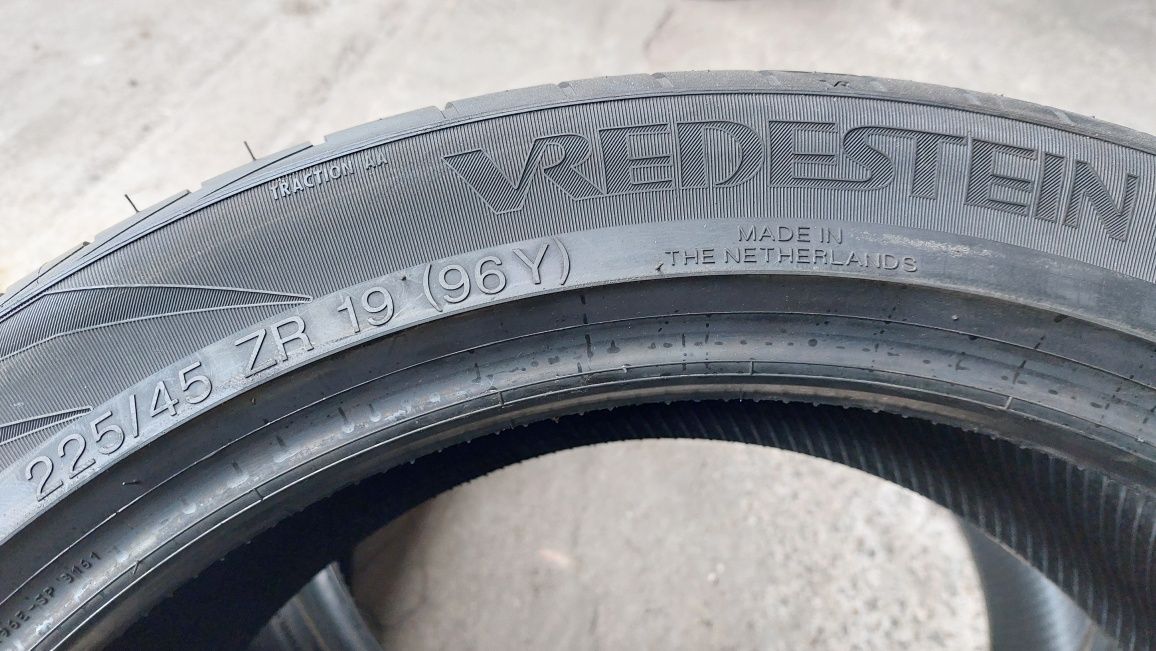 TRACTION AA
VREDESTEIN
MADE IN
THE NETHERLANDS
225/45 ZR 19 (96Y)